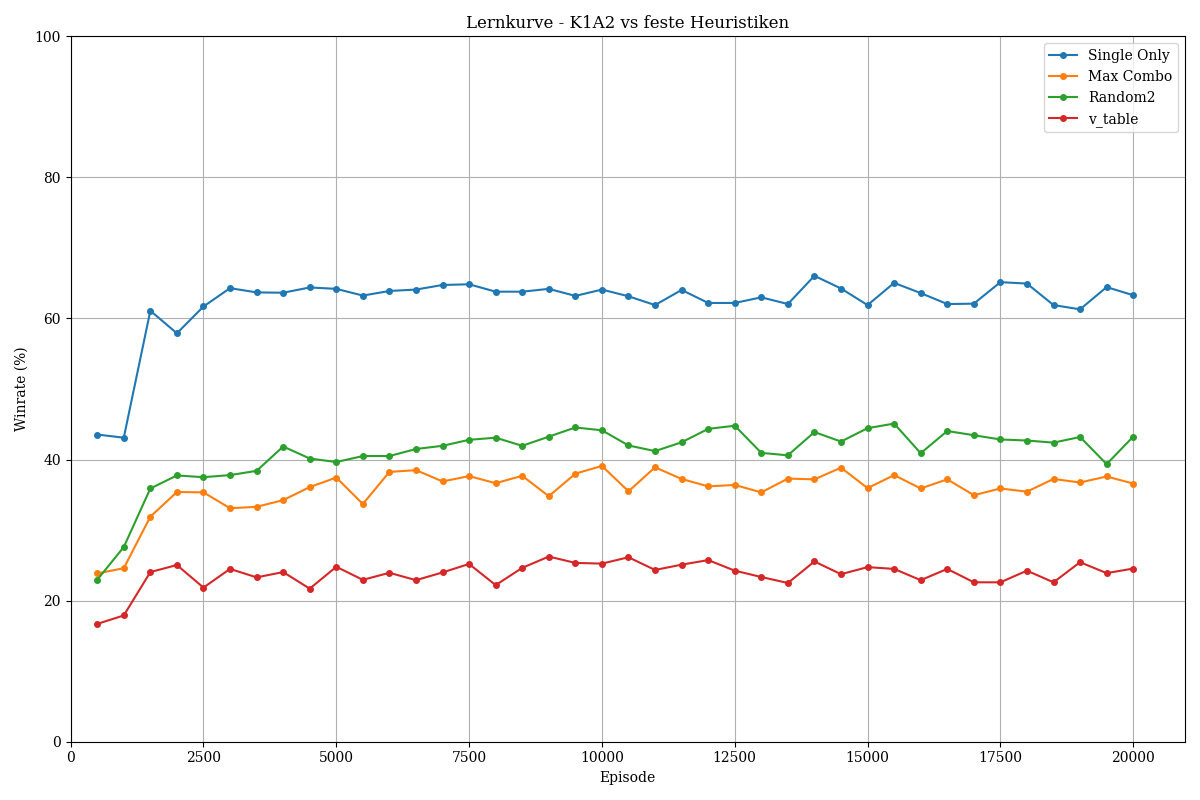 Lernkurve - K1A2 vs feste Heuristiken
Single Only
Max Combo
Random2
v_table
Winrate (%)
100
80
60
40
20
0
0 2500 5000 7500 10000 12500 15000 17500 20000
Episode